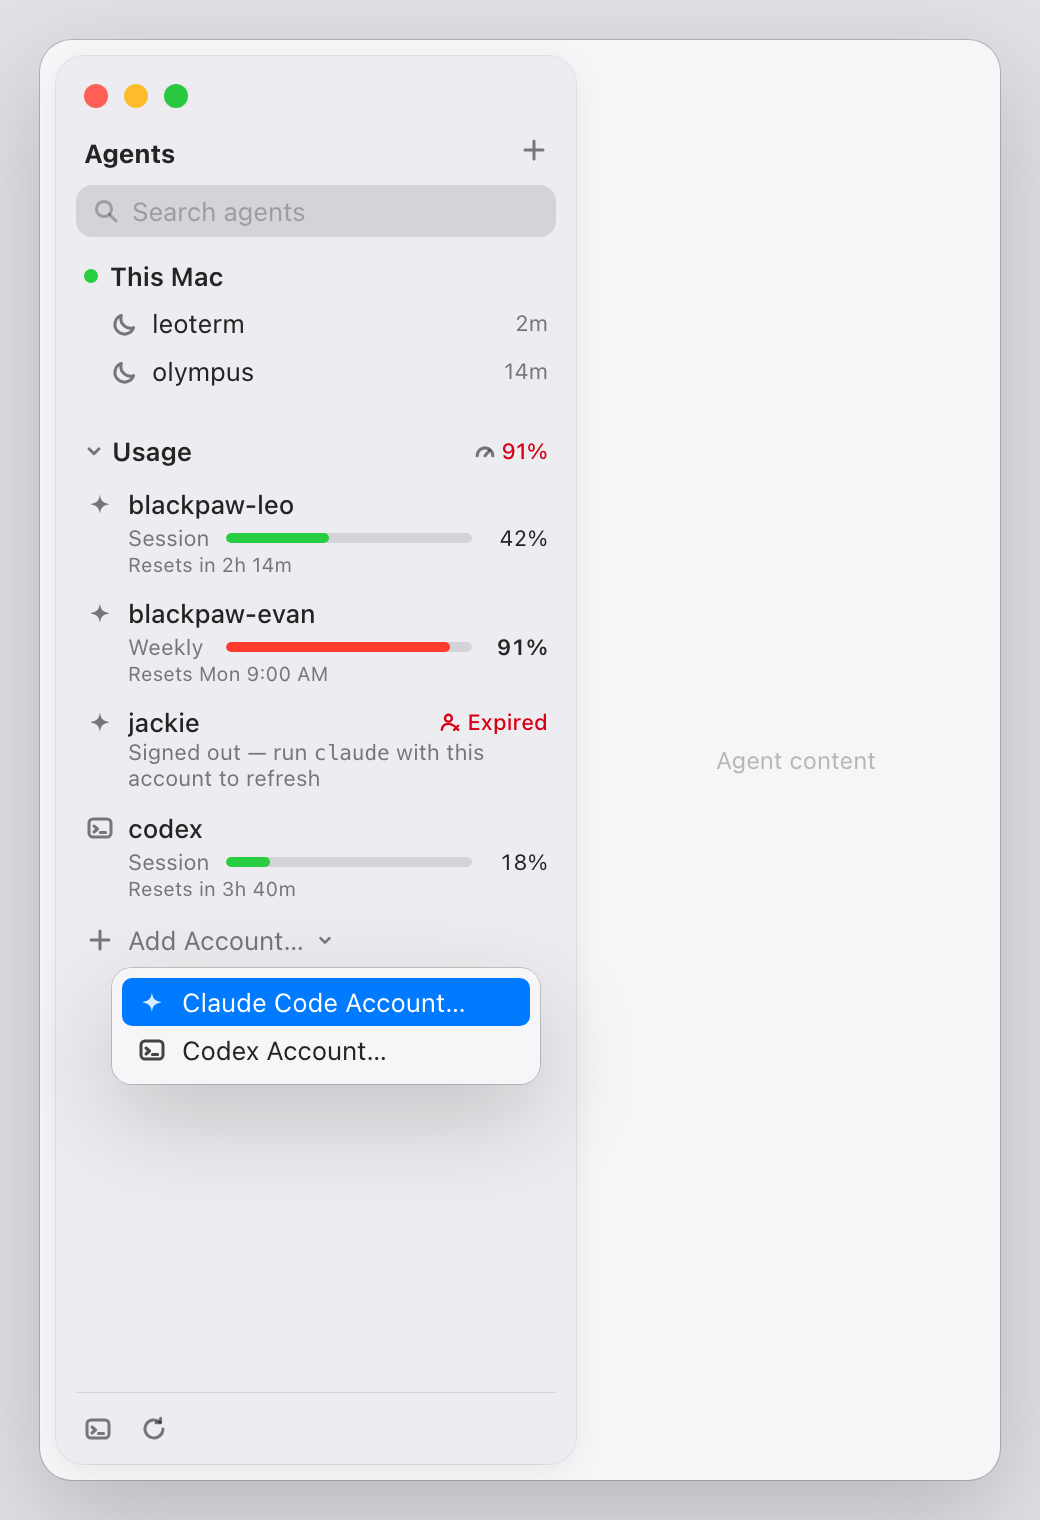 Agents
Search agents
This Mac
leoterm 2m
olympus 14m
Usage 91%
blackpaw-leo
Session 42%
Resets in 2h 14m
blackpaw-evan
Weekly 91%
Resets Mon 9:00 AM
jackie Expired
Signed out — run claude with this
account to refresh
codex
Session 18%
Resets in 3h 40m
Add Account...
Claude Code Account...
Codex Account...
Agent content